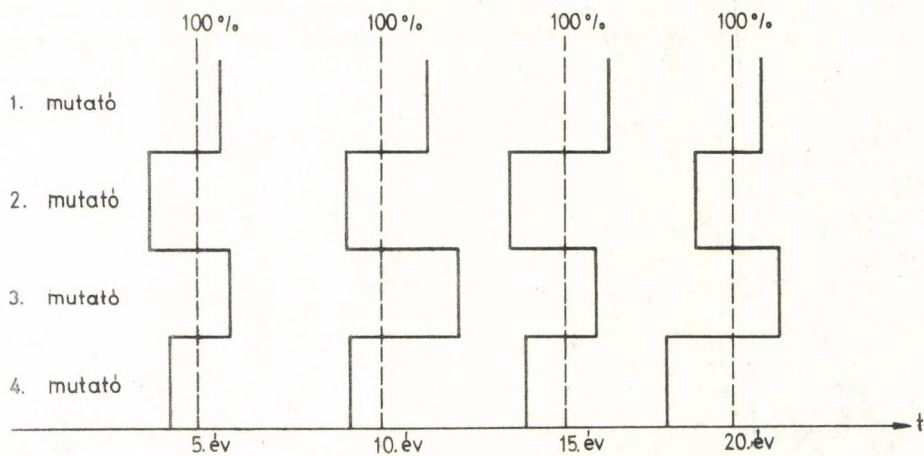 100% 100% 100% 100%
1. mutató
2. mutató
3. mutató
4. mutató
t
5. év 10. év 15. év 20. év